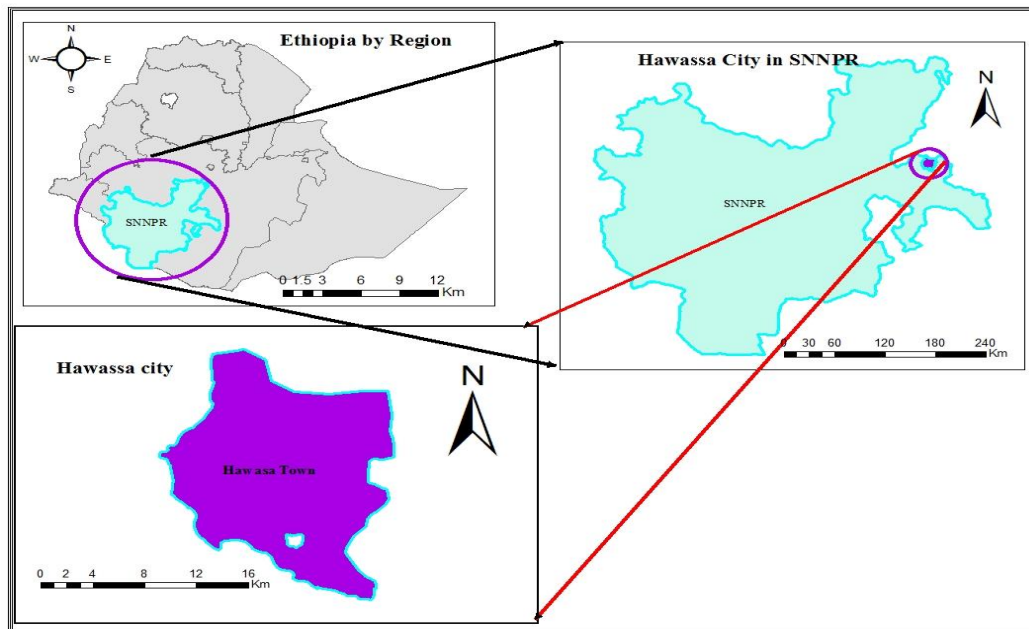 N
W E
S
Ethiopia by Region
SNNPR
0 1.5 3 6 9 12
Km
Hawassa City in SNNPR
N
SNNPR
0 30 60 120 180 240
Km
Hawassa city
N
Hawasa Town
0 2 4 8 12 16
Km